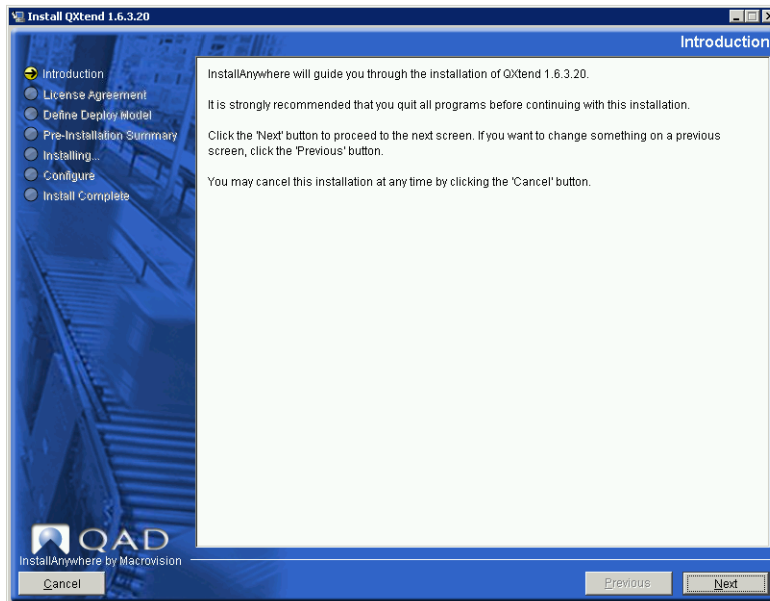 Install QXtend 1.6.3.20
Introduction
Introduction
License Agreement
Define Deploy Model
Pre-Installation Summary
Installing...
Configure
Install Complete
InstallAnywhere will guide you through the installation of QXtend 1.6.3.20.
It is strongly recommended that you quit all programs before continuing with this installation.
Click the 'Next' button to proceed to the next screen. If you want to change something on a previous
screen, click the 'Previous' button.
You may cancel this installation at any time by clicking the 'Cancel' button.
QAD
InstallAnywhere by Macrovision
Cancel
Previous
Next